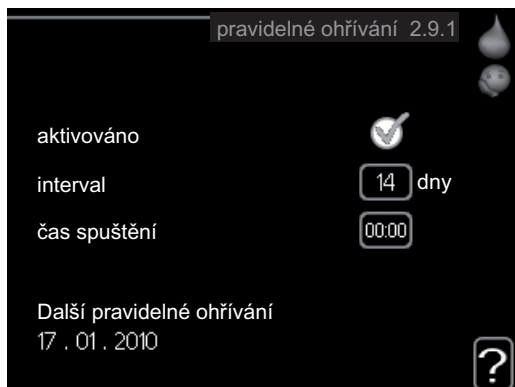 pravidelné ohřívání 2.9.1
aktivováno
interval 14 dny
čas spuštění 00:00
Další pravidelné ohřívání
17 . 01 . 2010
?